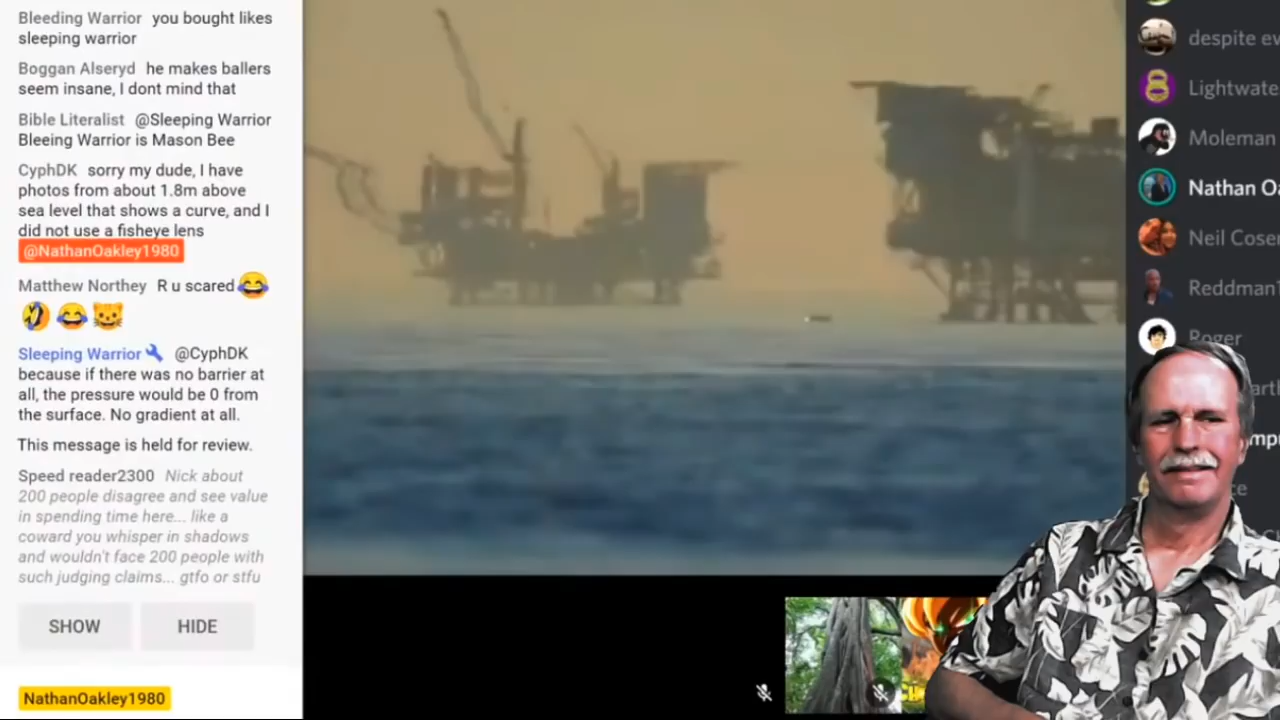 Bleeding Warrior you bought likes
sleeping warrior
Boggan Alseryd he makes ballers
seem insane, I dont mind that
Bible Literalist @Sleeping Warrior
Bleeing Warrior is Mason Bee
CyphDK sorry my dude, I have
photos from about 1.8m above
sea level that shows a curve, and I
did not use a fisheye lens
@NathanOakley1980
Matthew Northey R u scared
Sleeping Warrior @CyphDK
because if there was no barrier at
all, the pressure would be 0 from
the surface. No gradient at all.
This message is held for review.
Speed reader2300 Nick about
200 people disagree and see value
in spending time here... like a
coward you whisper in shadows
and wouldn't face 200 people with
such judging claims... gtfo or stfu
SHOW HIDE
NathanOakley1980
despite ev
Lightwate
Moleman
Nathan Oa
Neil Cose
Reddman
Roger